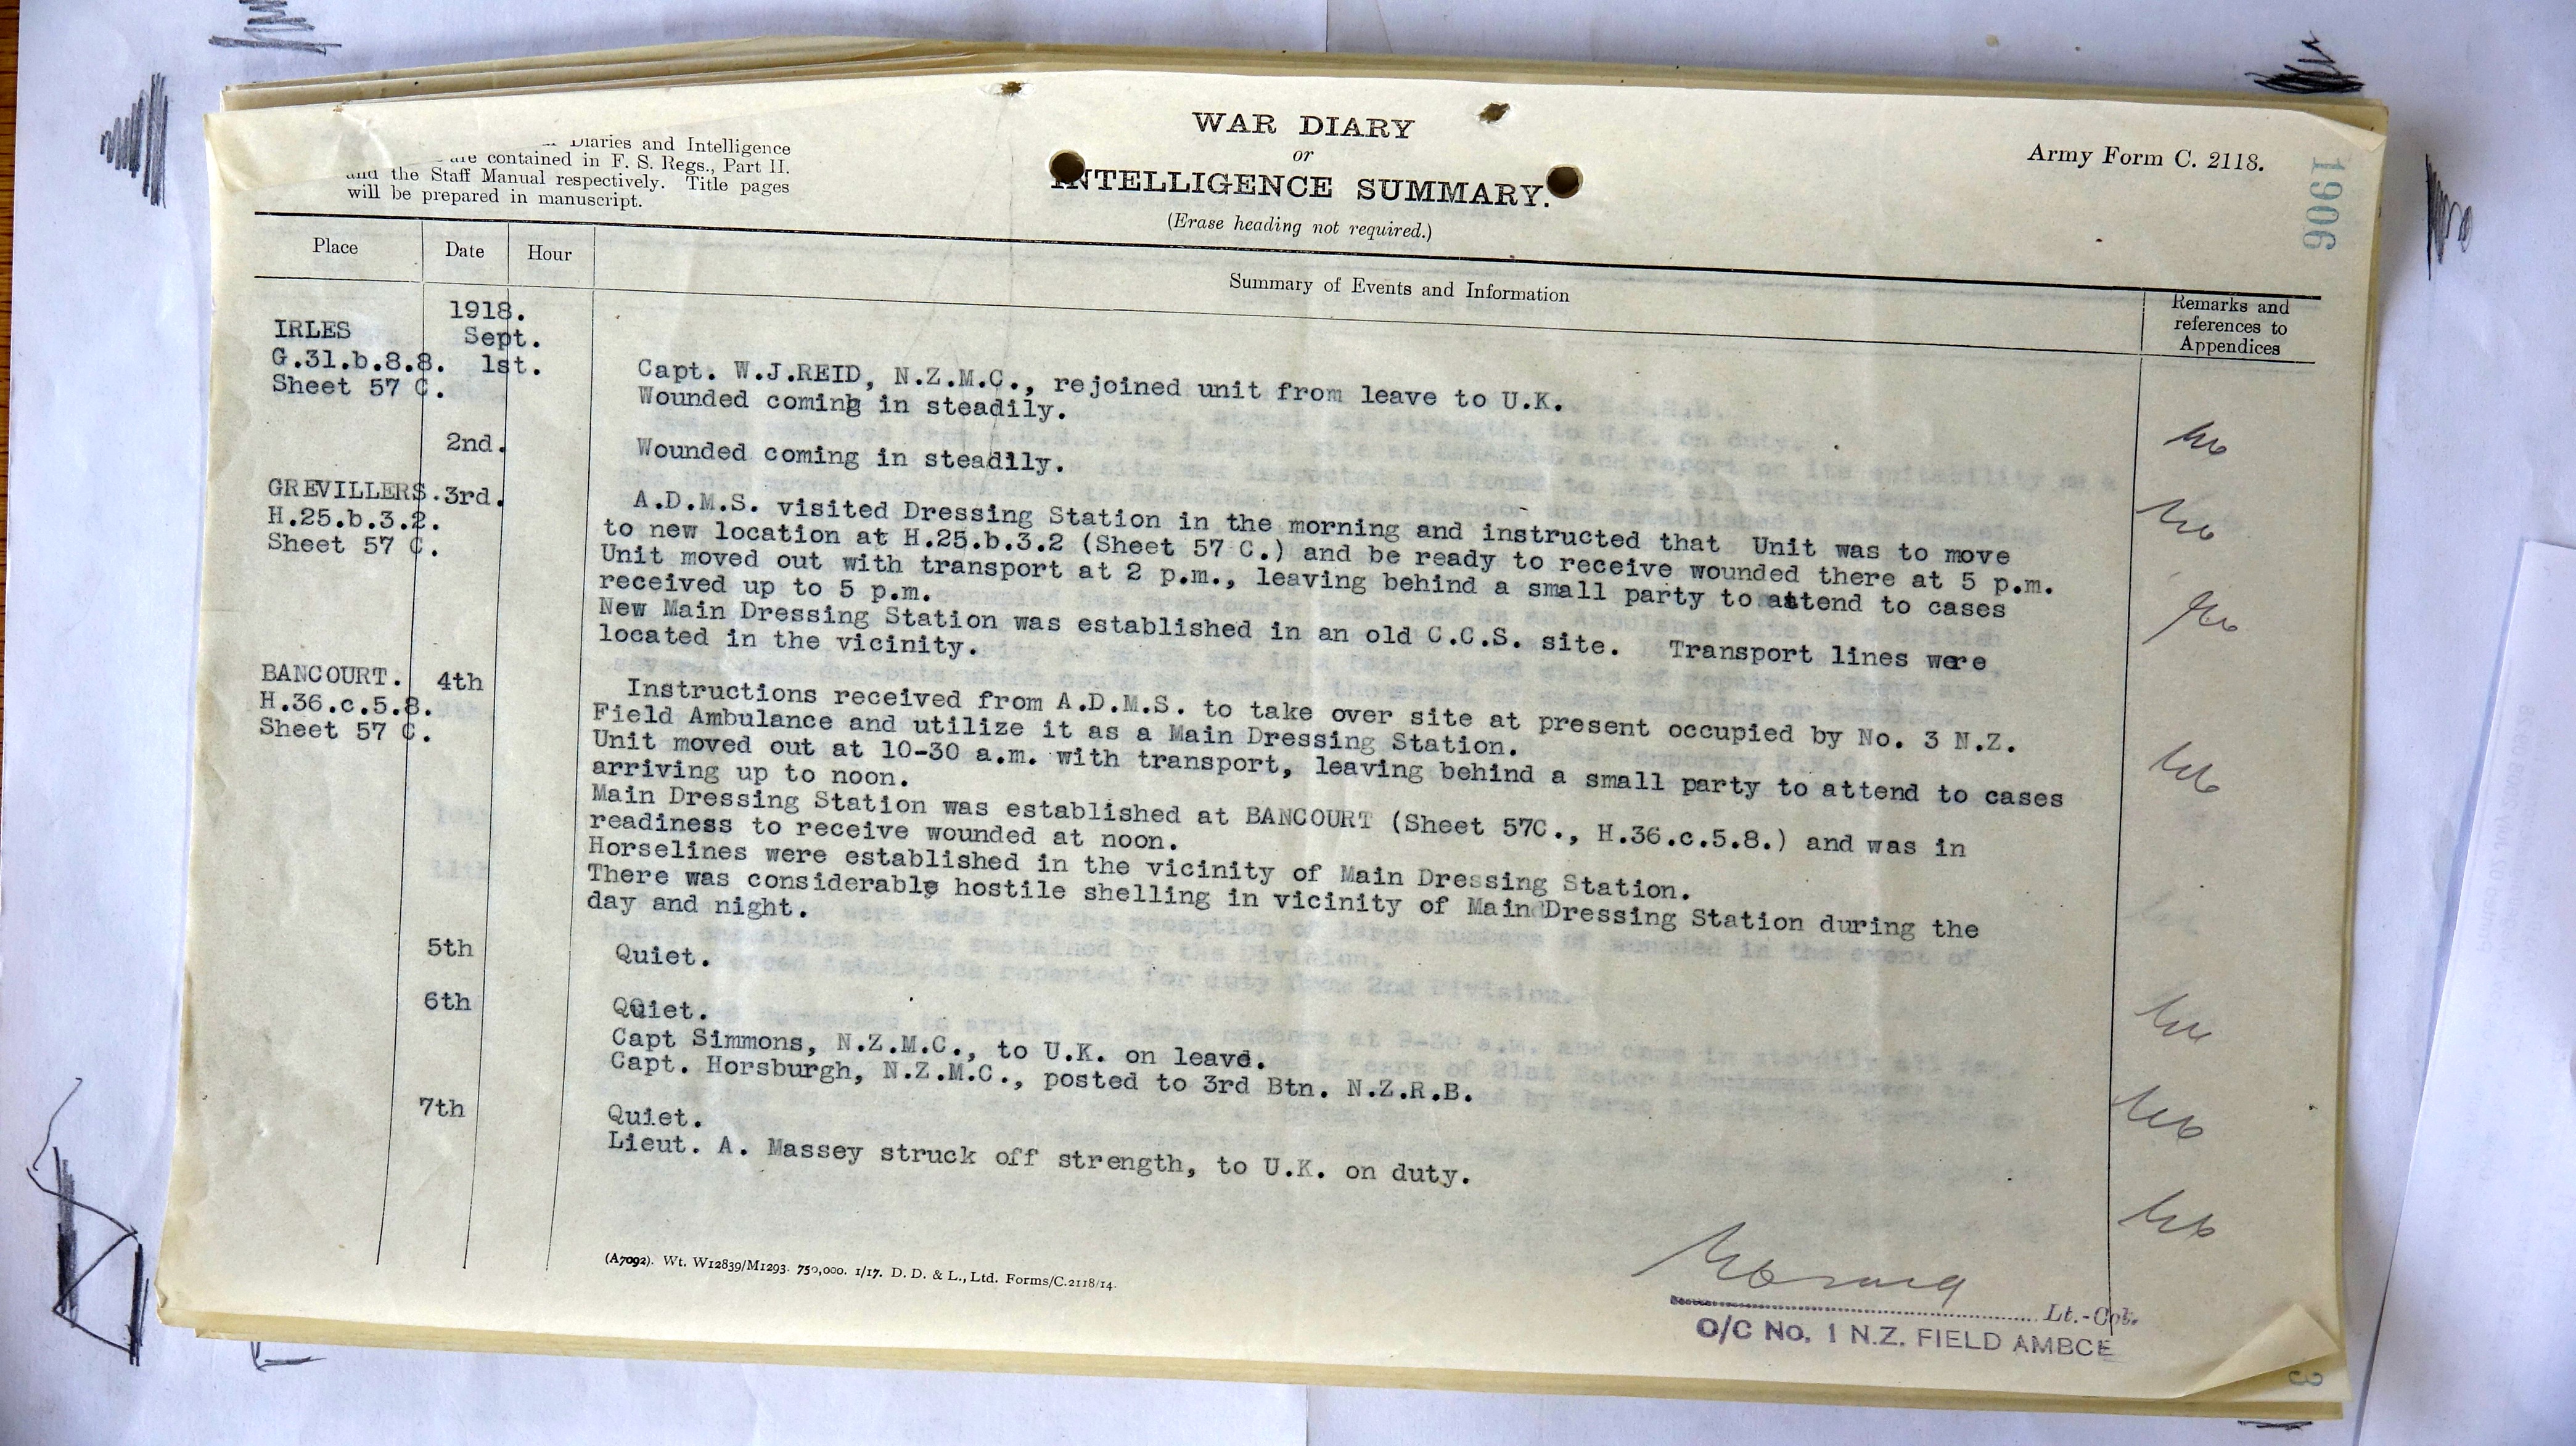 Diaries and Intelligence
are contained in F. S. Regs., Part II.
and the Staff Manual respectively. Title pages
will be prepared in manuscript.
WAR DIARY
or
INTELLIGENCE SUMMARY.
(Erase heading not required.)
Army Form C. 2118.
1906
Place
Date
Hour
Summary of Events and Information
Remarks and
references to
Appendices
1918.
IRLES Sept.
G.31.b.8.8. 1st.
Sheet 57 C.
Capt. W.J.REID, N.Z.M.C., rejoined unit from leave to U.K.
Wounded coming in steadily.
2nd.
Wounded coming in steadily.
GREVILLERS. 3rd.
H.25.b.3.2.
Sheet 57 C.
A.D.M.S. visited Dressing Station in the morning and instructed that Unit was to move
to new location at H.25.b.3.2 (Sheet 57 C.) and be ready to receive wounded there at 5 p.m.
Unit moved out with transport at 2 p.m., leaving behind a small party to attend to cases
received up to 5 p.m.
New Main Dressing Station was established in an old C.C.S. site. Transport lines were
located in the vicinity.
BANCOURT. 4th
H.36.c.5.8.
Sheet 57 C.
Instructions received from A.D.M.S. to take over site at present occupied by No. 3 N.Z.
Field Ambulance and utilize it as a Main Dressing Station.
Unit moved out at 10-30 a.m. with transport, leaving behind a small party to attend to cases
arriving up to noon.
Main Dressing Station was established at BANCOURT (Sheet 57C., H.36.c.5.8.) and was in
readiness to receive wounded at noon.
Horselines were established in the vicinity of Main Dressing Station.
There was considerable hostile shelling in vicinity of Main Dressing Station during the
day and night.
5th
Quiet.
6th
Quiet.
Capt Simmons, N.Z.M.C., to U.K. on leave.
Capt. Horsburgh, N.Z.M.C., posted to 3rd Btn. N.Z.R.B.
7th
Quiet.
Lieut. A. Massey struck off strength, to U.K. on duty.
(A7092). Wt. W12839/M1293. 750,000. 1/17. D. D. & L., Ltd. Forms/C.2118/14.
Lt.-Col.
O/C No. 1 N.Z. FIELD AMBCE
3